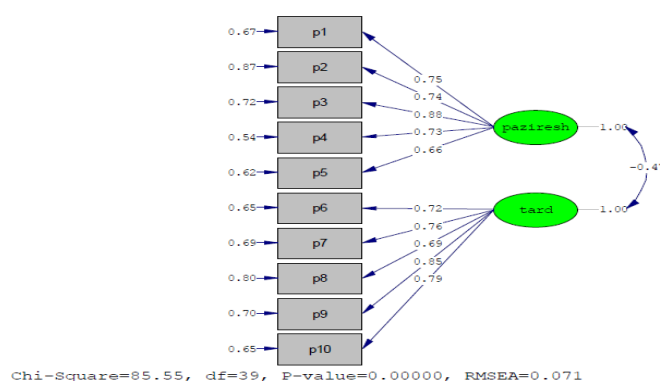 0.67 p1
0.87 p2 0.75
0.74
0.72 p3 0.88
paziresh 1.00
0.54 p4 0.73
0.62 p5 0.66
-0.4
0.65 p6 0.72
tard 1.00
0.76
0.69 p7 0.69
0.85
0.80 p8 0.79
0.70 p9
0.65 p10
Chi-Square=85.55, df=39, P-value=0.00000, RMSEA=0.071